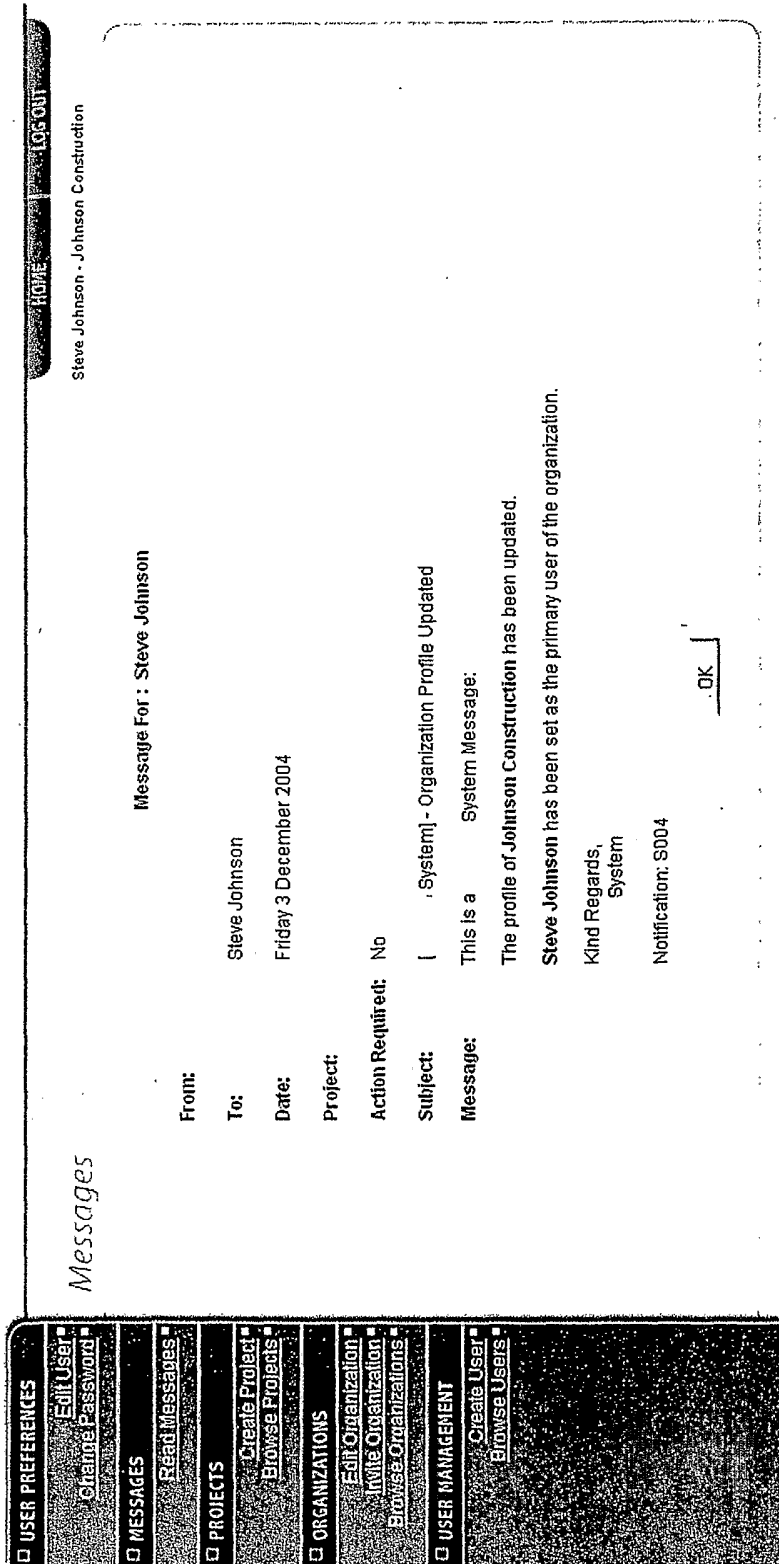 HOME
LOG OUT
Steve Johnson - Johnson Construction
USER PREFERENCES
Edit User
Change Password
MESSAGES
Read Messages
PROJECTS
Create Project
Browse Projects
ORGANIZATIONS
Edit Organization
Invite Organization
Browse Organizations
USER MANAGEMENT
Create User
Browse Users
Messages
Message For : Steve Johnson
From:
To: Steve Johnson
Date: Friday 3 December 2004
Project:
Action Required: No
Subject: [ , System] - Organization Profile Updated
Message: This is a System Message:
The profile of Johnson Construction has been updated.
Steve Johnson has been set as the primary user of the organization.
Kind Regards,
System
Notification: S004
OK